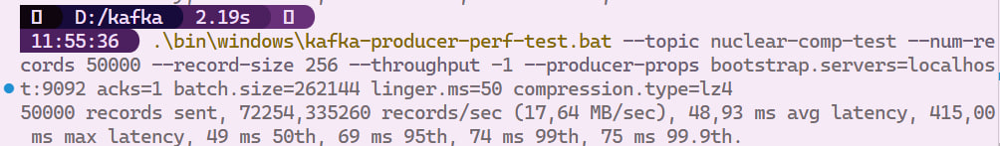 D:/kafka 2.19s
11:55:36 .\bin\windows\kafka-producer-perf-test.bat --topic nuclear-comp-test --num-re
cords 50000 --record-size 256 --throughput -1 --producer-props bootstrap.servers=localhos
t:9092 acks=1 batch.size=262144 linger.ms=50 compression.type=lz4
50000 records sent, 72254,335260 records/sec (17,64 MB/sec), 48,93 ms avg latency, 415,00
ms max latency, 49 ms 50th, 69 ms 95th, 74 ms 99th, 75 ms 99.9th.